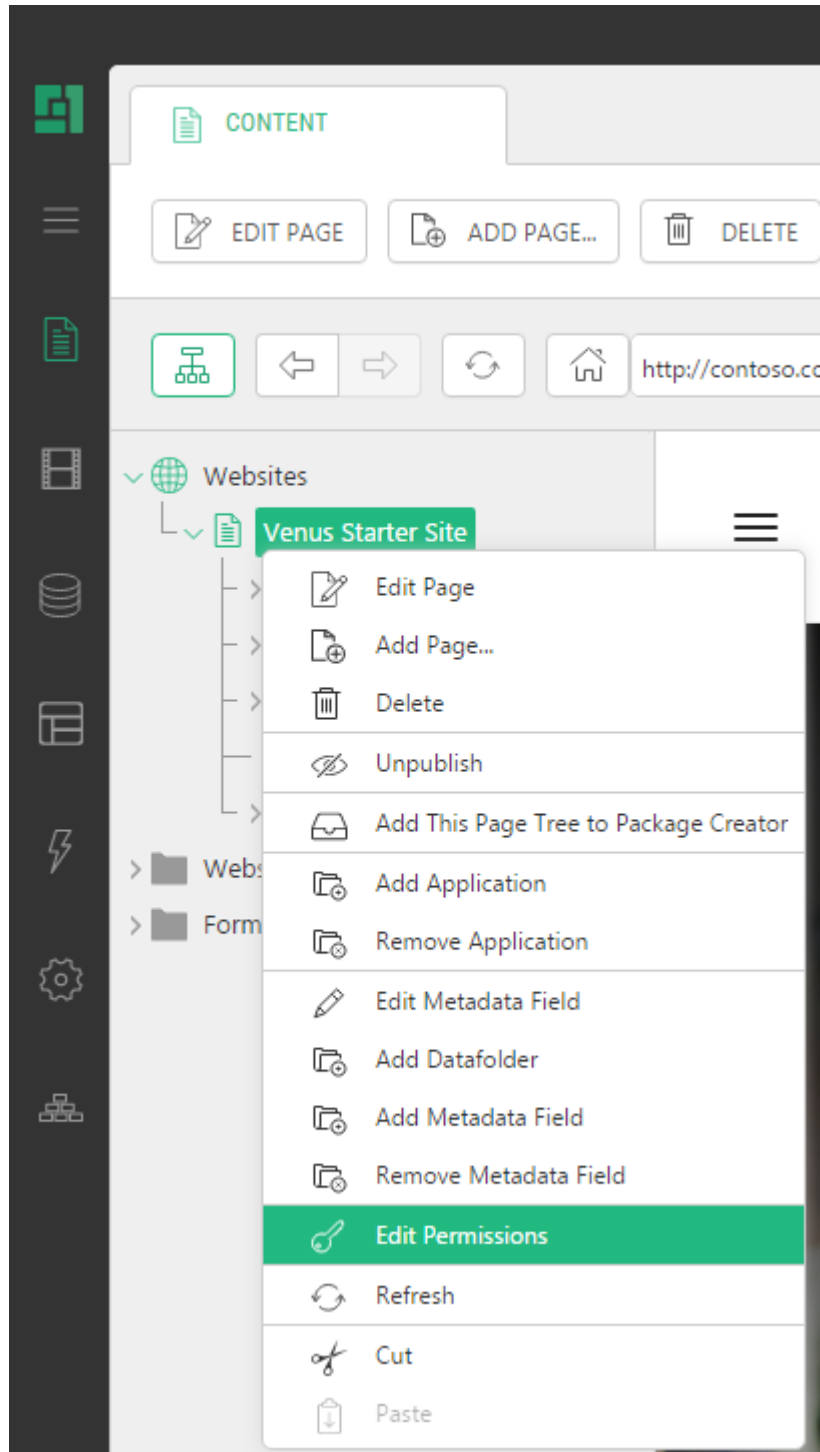 CONTENT
EDIT PAGE
ADD PAGE...
DELETE
http://contoso.co
Websites
Venus Starter Site
Edit Page
Add Page...
Delete
Unpublish
Add This Page Tree to Package Creator
Webs
Add Application
Form
Remove Application
Edit Metadata Field
Add Datafolder
Add Metadata Field
Remove Metadata Field
Edit Permissions
Refresh
Cut
Paste